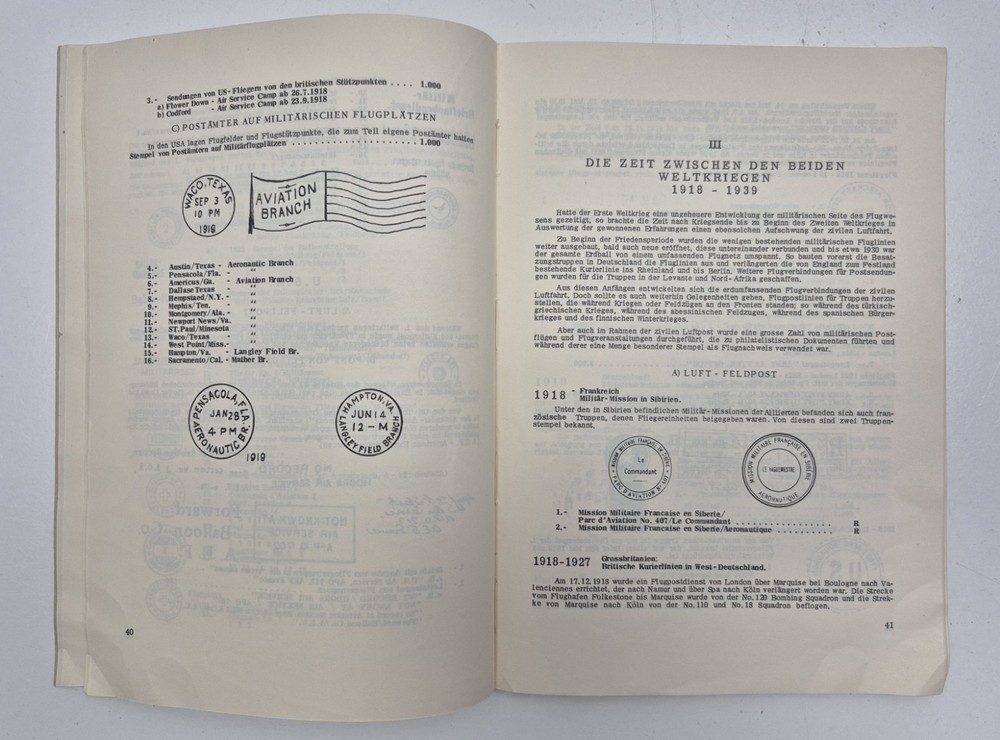 3.- Sendungen von US-Fliegern von den britischen Stützpunkten .... 1.000
a) Flower Down - Air Service Camp ab 26.7.1918
b) Codford - Air Service Camp ab 23.9.1918
C) POSTÄMTER AUF MILITÄRISCHEN FLUGPLÄTZEN
In den USA lagen Flugfelder und Flugstützpunkte, die zum Teil eigene Postämter hatten
Stempel von Postämtern auf Militärflugplätzen .................... 1.000
WACO, TEXAS
SEP 3
10 PM
1918
AVIATION
BRANCH
4.- Austin/Texas - Aeronautic Branch
5.- Pensacola/Fla. - "
6.- Americus/Ga. - Aviation Branch
7.- Dallas/Texas - "
8.- Hempstaed/N.Y. - "
9.- Mephis/Ten. - "
10.- Montgomery/Ala. - "
11.- Newport News/Va. "
12.- ST.Paul/Minesota "
13.- Waco/Texas - "
14.- West Point/Miss.- "
15.- Hampton/Va. - Langley Field Br.
16.- Sacramento/Cal. - Mather Br.
PENSACOLA, FLA.
JAN 28
4 PM
AERONAUTIC BR.
1919
HAMPTON, VA.
JUN 14
12-M
LANGLEY FIELD BRANCH
40
III
DIE ZEIT ZWISCHEN DEN BEIDEN
WELTKRIEGEN
1918 - 1939
Hatte der Erste Weltkrieg eine ungeheuere Entwicklung der militärischen Seite des Flugwe-
sens gezeitigt, so brachte die Zeit nach Kriegsende bis zu Beginn des Zweiten Weltkrieges in
Auswertung der gewonnenen Erfahrungen einen ebensolchen Aufschwung der zivilen Luftfahrt.
Zu Beginn der Friedensperiode wurden die wenigen bestehenden militärischen Fluglinien
weiter ausgebaut, bald auch neue eröffnet, diese untereinander verbunden und bis etwa 1930 war
der gesamte Erdball von einem umfassenden Flugnetz umspannt. So bauten vorerst die Besat-
zungstruppen in Deutschland die Fluglinien aus und verlängerten die von England zum Festland
bestehende Kurierlinie ins Rheinland und bis Berlin. Weitere Flugverbindungen für Postsendun-
gen wurden für die Truppen in der Levante und Nord-Afrika geschaffen.
Aus diesen Anfängen entwickelten sich die erdumfassenden Flugverbindungen der zivilen
Luftfahrt. Doch sollte es auch weiterhin Gelegenheiten geben, Flugpostlinien für Truppen herzu-
stellen, die während Kriegen oder Feldzügen an den Fronten standen; so während des türkisch-
griechischen Krieges, während des abessinischen Feldzuges, während des spanischen Bürger-
krieges und des finnischen Winterkrieges.
Aber auch im Rahmen der zivilen Luftpost wurde eine grosse Zahl von militärischen Post-
flügen und Flugveranstaltungen durchgeführt, die zu philatelistischen Dokumenten führten und
während derer eine Menge besonderer Stempel als Flugnachweis verwendet war.
A) LUFT - FELDPOST
1918 - Frankreich
Militär-Mission in Sibirien.
Unter den in Sibirien befindlichen Militär-Missionen der Alliierten befanden sich auch fran-
zösische Truppen, denen Fliegereinheiten beigegeben waren. Von diesen sind zwei Truppen-
stempel bekannt.
MISSION MILITAIRE FRANÇAISE EN SIBÉRIE
Le
Commandant
PARC D'AVIATION No 407
MISSION MILITAIRE FRANÇAISE EN SIBÉRIE
AÉRONAUTIQUE
1.- Mission Militaire Francaise en Siberie/
Parc d'Aviation No. 407/Le Commandant .................. R
2.- Mission Militaire Francaise en Siberie/Aeronautique ............... R
1918-1927 Grossbritanien:
Britische Kurierlinien in West-Deutschland.
Am 17.12.1918 wurde ein Flugpostdienst von London über Marquise bei Boulogne nach Va-
lenciennes errichtet, der nach Namur und über Spa nach Köln verlängert worden war. Die Strecke
vom Flughafen Folkestone bis Marquise wurde von der No.120 Bombing Squadron und die Strek-
ke von Marquise nach Köln von der No.110 und No.18 Squadron beflogen.
41